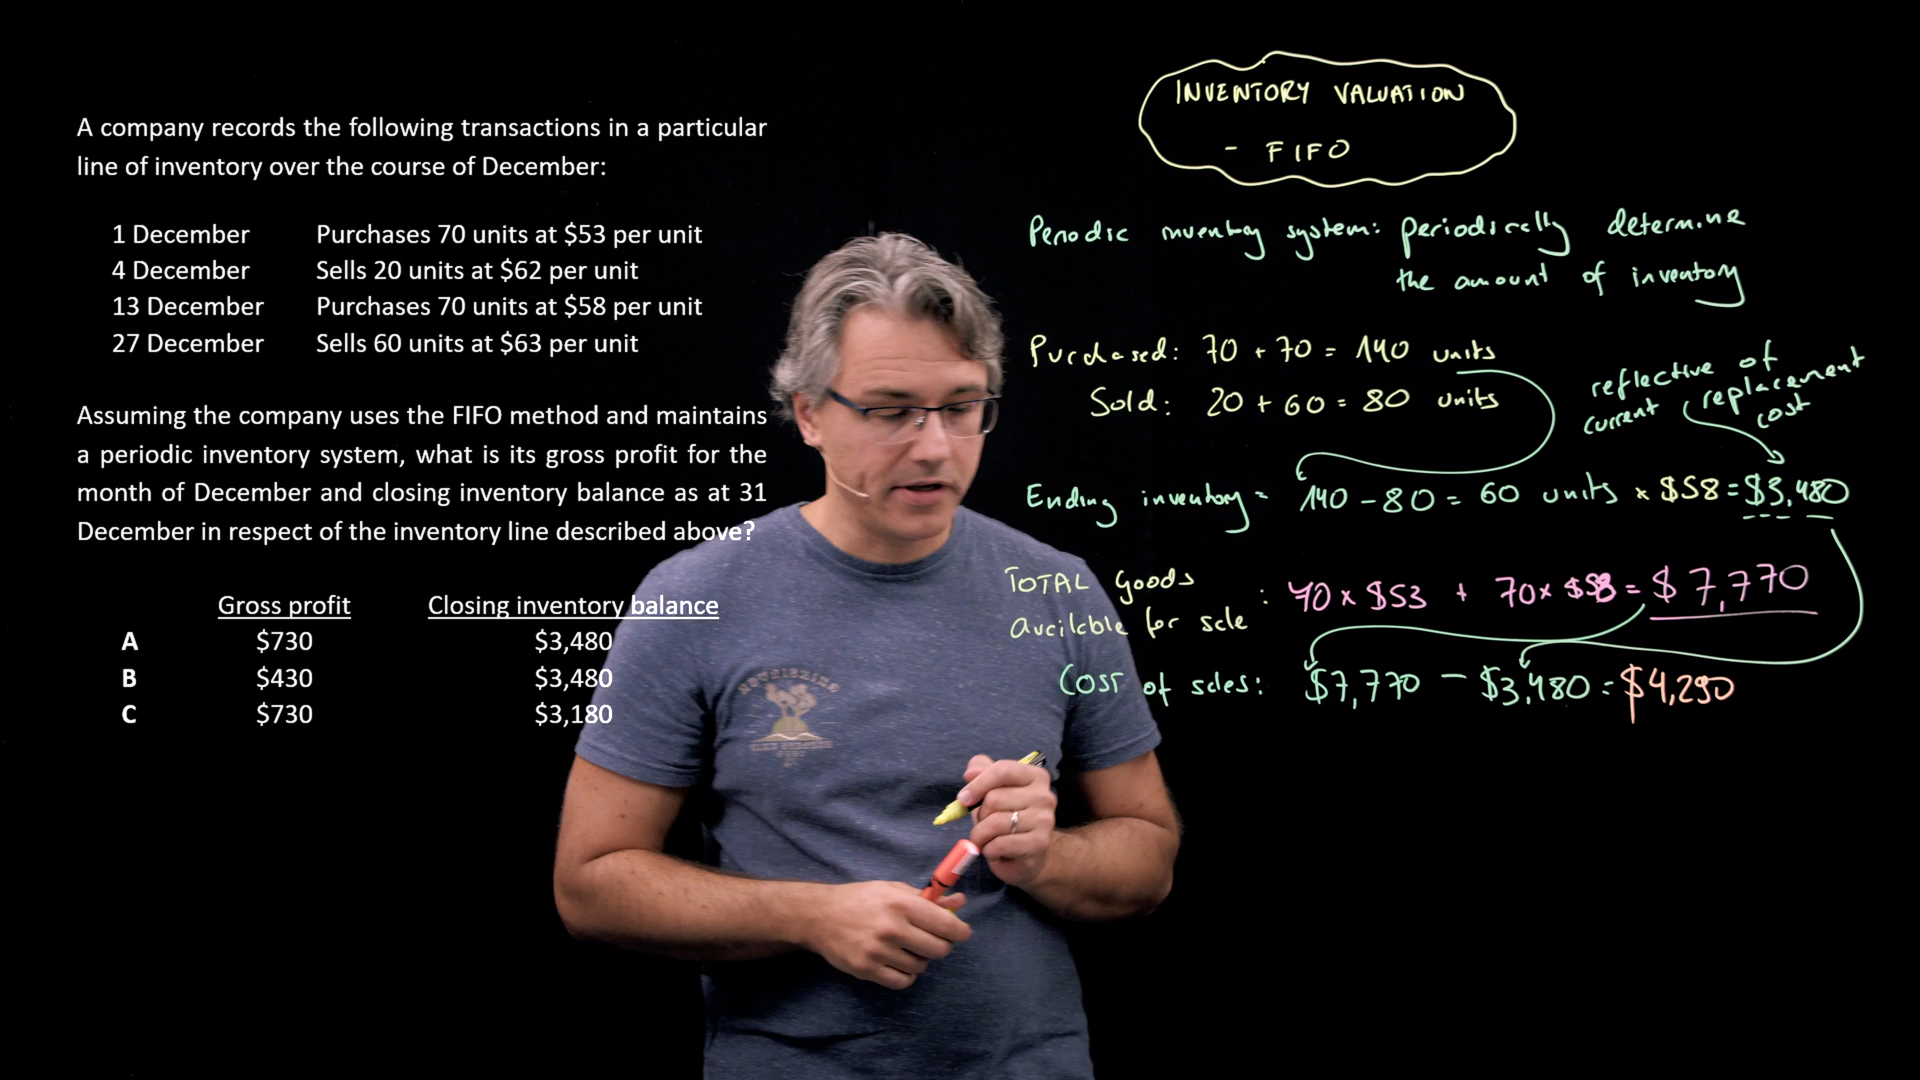 A company records the following transactions in a particular
line of inventory over the course of December:
1 December Purchases 70 units at $53 per unit
4 December Sells 20 units at $62 per unit
13 December Purchases 70 units at $58 per unit
27 December Sells 60 units at $63 per unit
Assuming the company uses the FIFO method and maintains
a periodic inventory system, what is its gross profit for the
month of December and closing inventory balance as at 31
December in respect of the inventory line described above?
Gross profit Closing inventory balance
A $730 $3,480
B $430 $3,480
C $730 $3,180
INVENTORY VALUATION
- FIFO
Periodic inventory system: periodically determine
the amount of inventory
Purchased: 70 + 70 = 140 units
Sold: 20 + 60 = 80 units
reflective of
current replacement
cost
Ending inventory = 140 - 80 = 60 units × $58 = $3,480
TOTAL goods
available for sale : 70 × $53 + 70 × $58 = $7,770
Cost of sales: $7,770 - $3,480 = $4,290